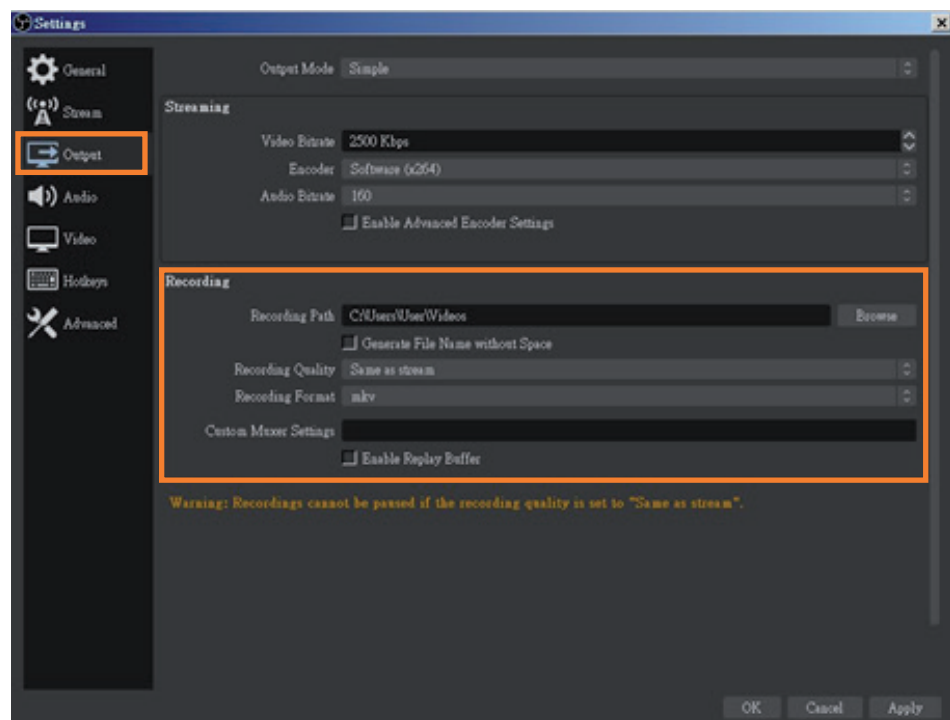 Settings
General
Stream
Output
Audio
Video
Hotkeys
Advanced
Output Mode Simple
Streaming
Video Bitrate 2500 Kbps
Encoder Software (x264)
Audio Bitrate 160
Enable Advanced Encoder Settings
Recording
Recording Path C:\Users\User\Videos Browse
Generate File Name without Space
Recording Quality Same as stream
Recording Format mkv
Custom Muxer Settings
Enable Replay Buffer
Warning: Recordings cannot be paused if the recording quality is set to "Same as stream".
OK Cancel Apply